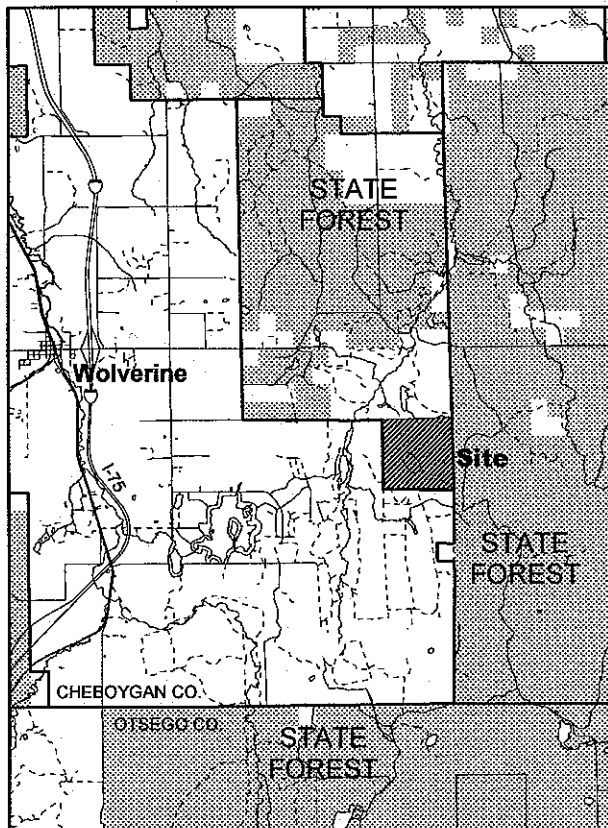 STATE
FOREST
Wolverine
Site
I-75
STATE
FOREST
CHEBOYGAN CO.
OTSEGO CO.
STATE
FOREST